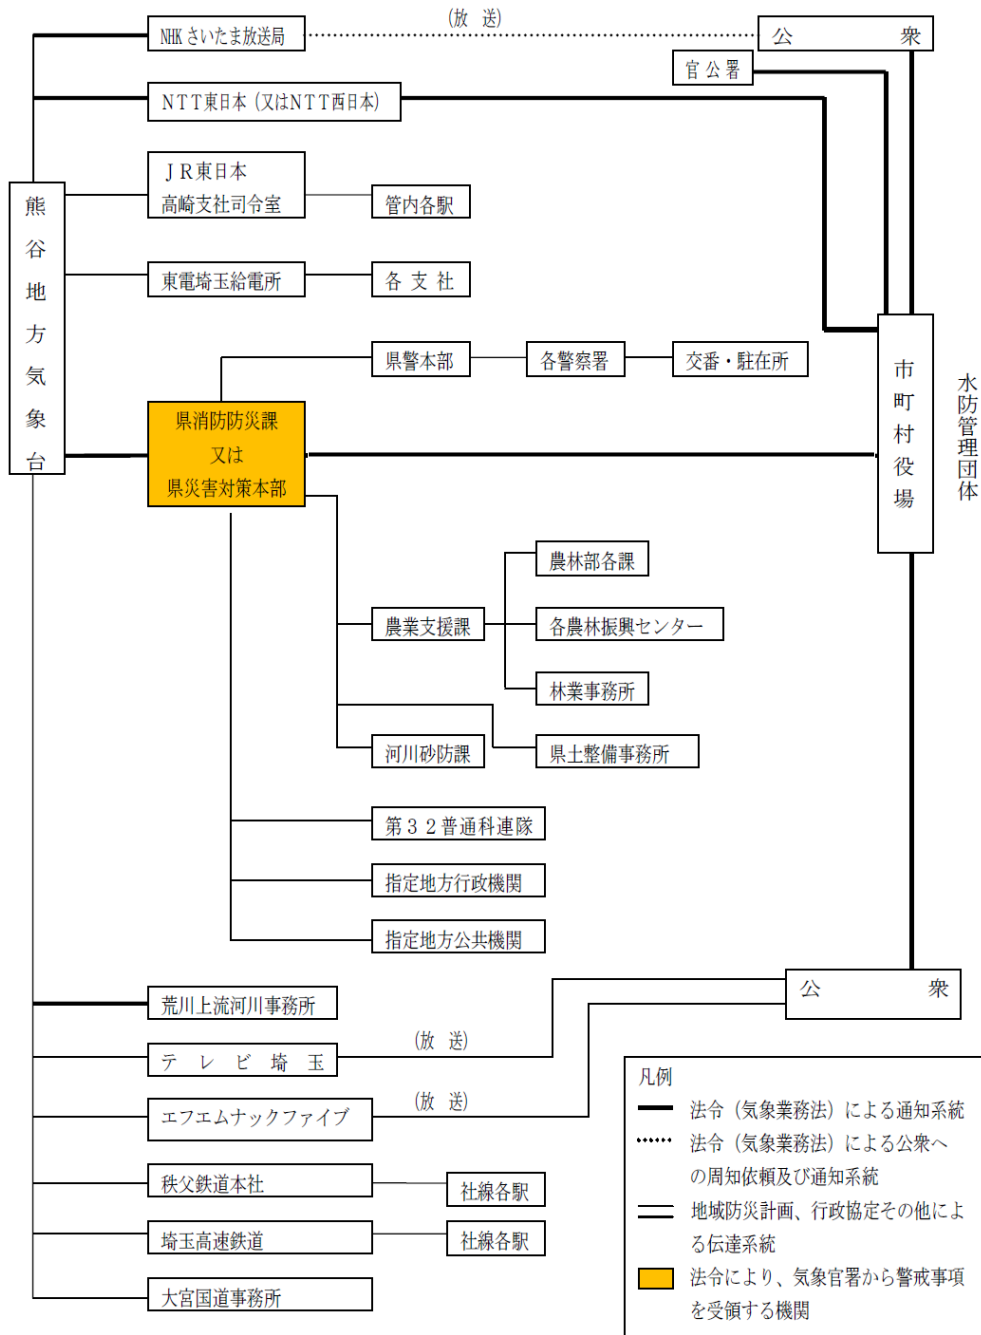 (放　送)
NHKさいたま放送局
公　　　　　衆
官公署
NTT東日本(又はNTT西日本)
JR東日本
高崎支社司令室
管内各駅
熊谷地方気象台
東電埼玉給電所
各支社
県警本部
各警察署
交番・駐在所
市町村役場
水防管理団体
県消防防災課
又は
県災害対策本部
農林部各課
農業支援課
各農林振興センター
林業事務所
河川砂防課
県土整備事務所
第32普通科連隊
指定地方行政機関
指定地方公共機関
荒川上流河川事務所
公　　　　　衆
テレビ埼玉
(放　送)
エフエムナックファイブ
(放　送)
秩父鉄道本社
社線各駅
埼玉高速鉄道
社線各駅
大宮国道事務所
凡例
法令（気象業務法）による通知系統
法令（気象業務法）による公衆へ
の周知依頼及び通知系統
地域防災計画、行政協定その他によ
る伝達系統
法令により、気象官署から警戒事項
を受領する機関